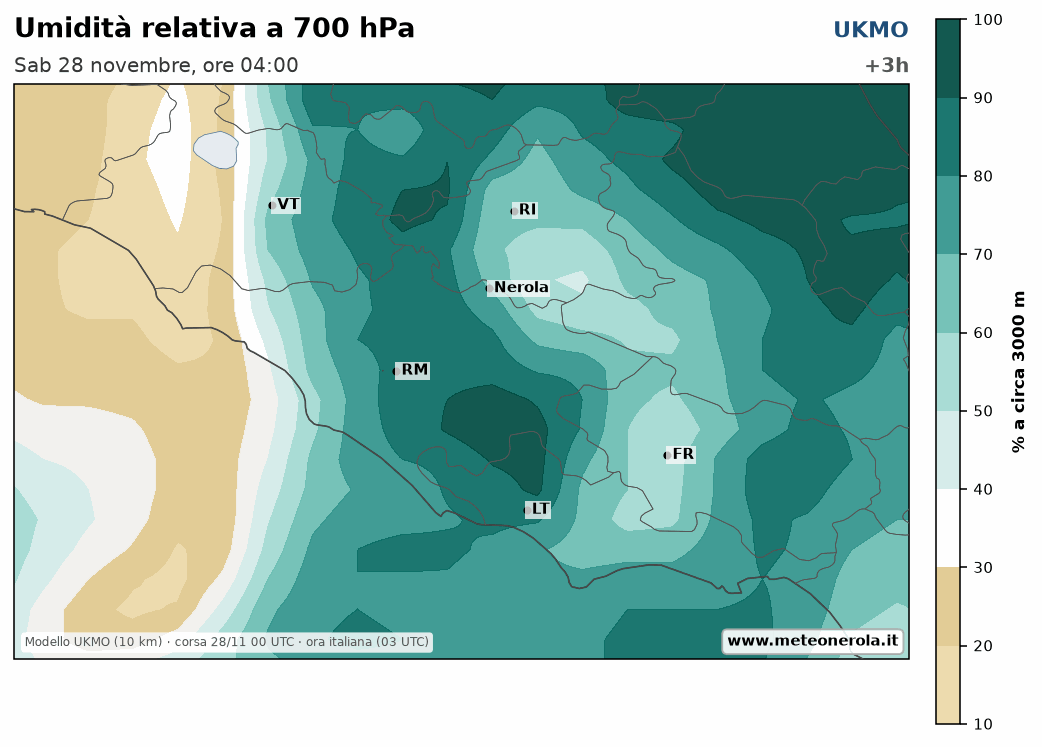 Umidità relativa a 700 hPa
UKMO
Sab 28 novembre, ore 04:00
+3h
100
90
80
70
60
50
40
30
20
10
% a circa 3000 m
VT
RI
Nerola
RM
FR
LT
Modello UKMO (10 km) · corsa 28/11 00 UTC · ora italiana (03 UTC)
www.meteonerola.it